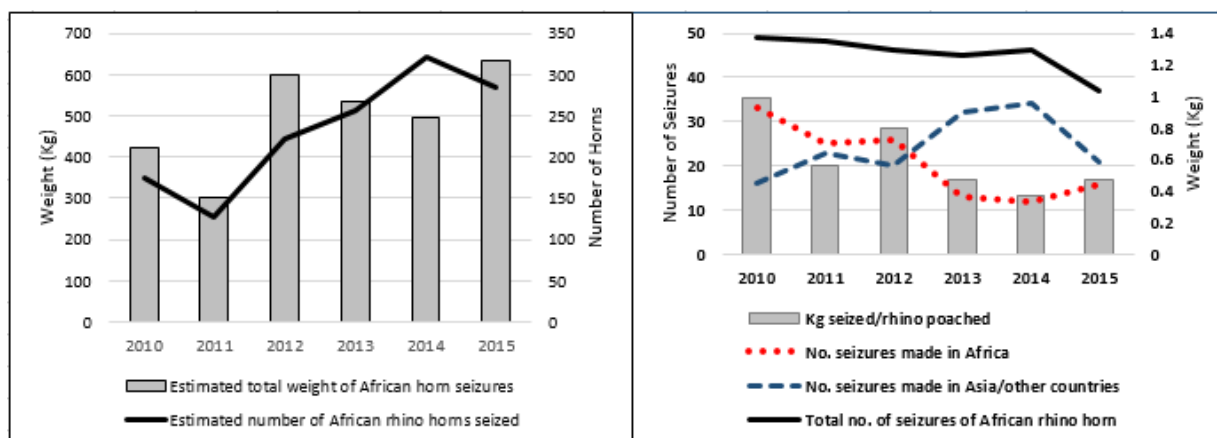 700
600
500
400
300
200
100
0
Weight (Kg)
350
300
250
200
150
100
50
0
Number of Horns
2010 2011 2012 2013 2014 2015
Estimated total weight of African horn seizures
Estimated number of African rhino horns seized
50
40
30
20
10
0
Number of Seizures
1.4
1.2
1
0.8
0.6
0.4
0.2
0
Weight (Kg)
2010 2011 2012 2013 2014 2015
Kg seized/rhino poached
No. seizures made in Africa
No. seizures made in Asia/other countries
Total no. of seizures of African rhino horn